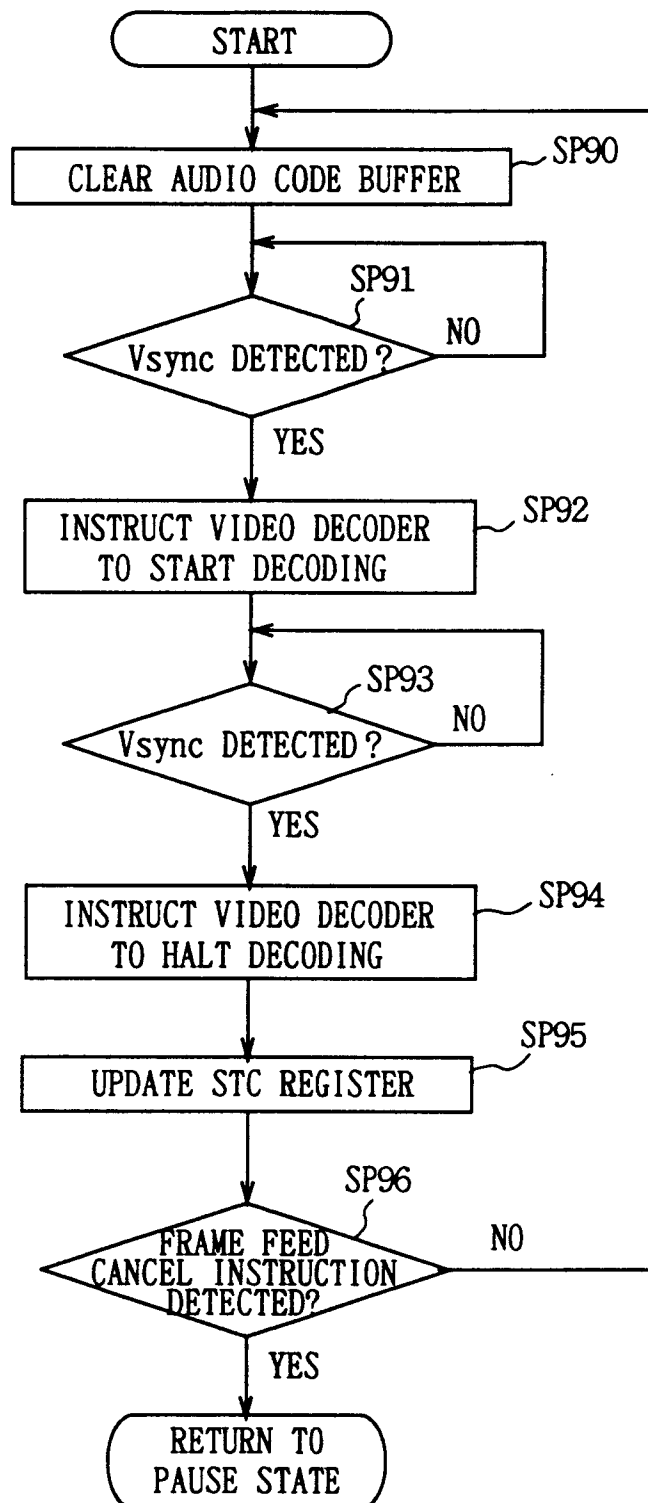 START
CLEAR AUDIO CODE BUFFER
SP90
SP91
Vsync DETECTED?
NO
YES
INSTRUCT VIDEO DECODER
TO START DECODING
SP92
SP93
Vsync DETECTED?
NO
YES
INSTRUCT VIDEO DECODER
TO HALT DECODING
SP94
UPDATE STC REGISTER
SP95
SP96
FRAME FEED
CANCEL INSTRUCTION
DETECTED?
NO
YES
RETURN TO
PAUSE STATE